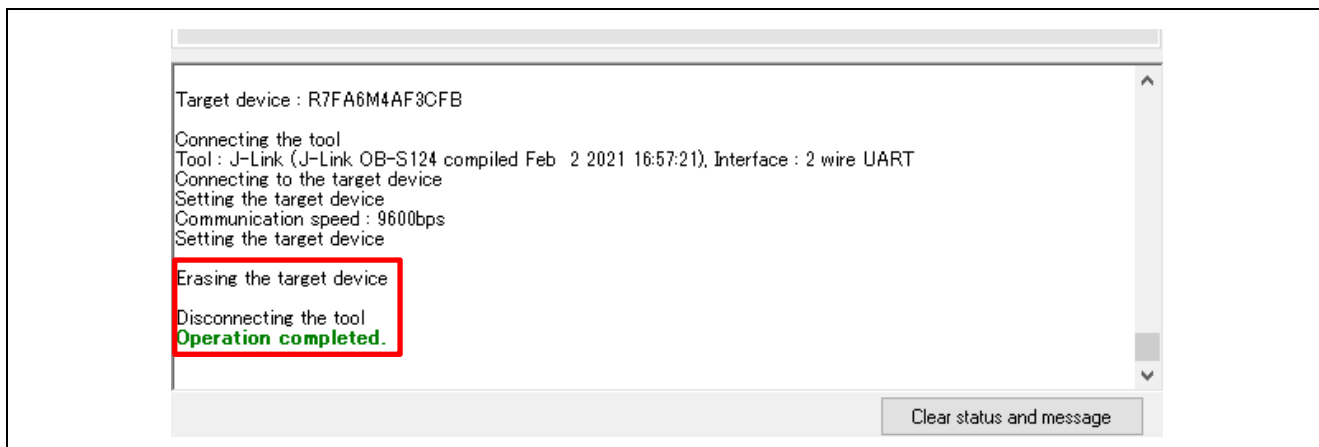 Target device : R7FA6M4AF3CFB
Connecting the tool
Tool : J-Link (J-Link OB-S124 compiled Feb  2 2021 16:57:21), Interface : 2 wire UART
Connecting to the target device
Setting the target device
Communication speed : 9600bps
Setting the target device
Erasing the target device
Disconnecting the tool
Operation completed.
Clear status and message